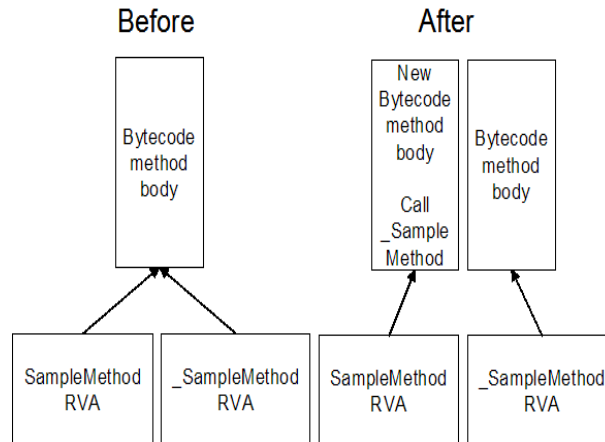 Before
After
Bytecode
method
body
New
Bytecode
method
body
Call
_Sample
Method
Bytecode
method
body
SampleMethod
RVA
_SampleMethod
RVA
SampleMethod
RVA
_SampleMethod
RVA